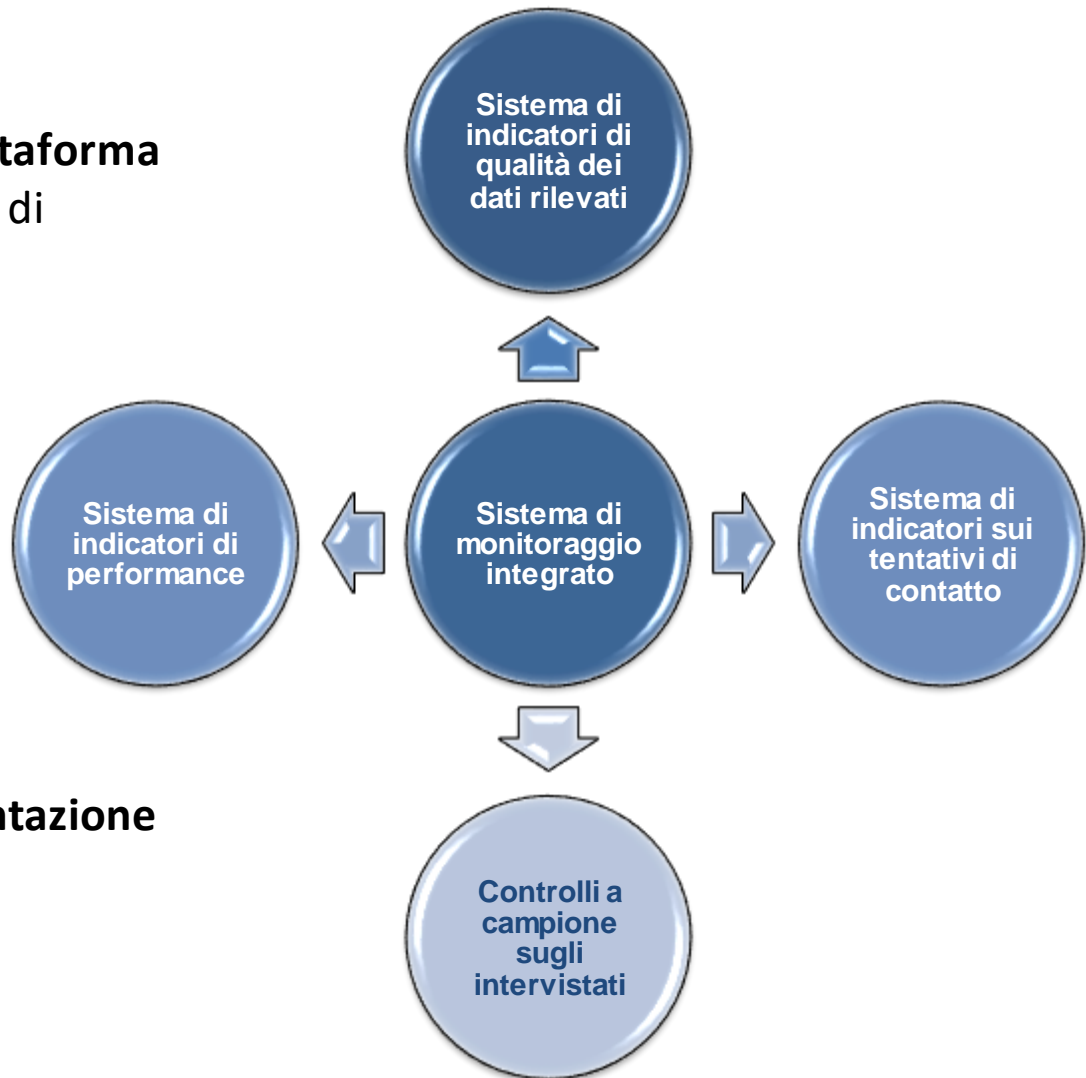 Sistema di
indicatori di
qualità dei
dati rilevati
taforma
di
Sistema di
indicatori di
performance
Sistema di
monitoraggio
integrato
Sistema di
indicatori sui
tentativi di
contatto
ntazione
Controlli a
campione
sugli
intervistati